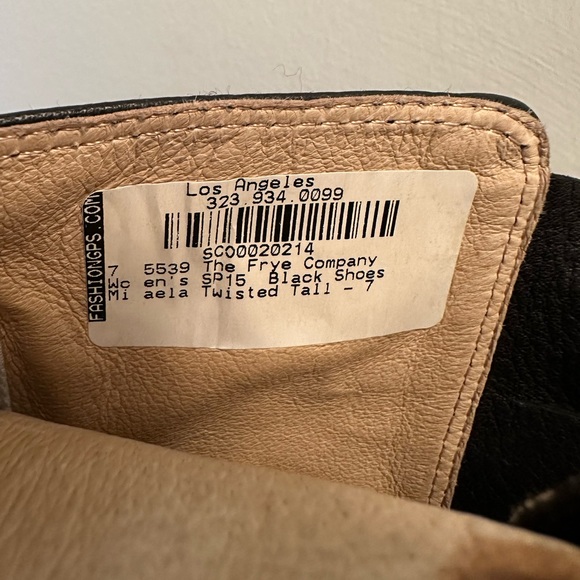 Los Angeles
323.934.0099
SCO0020214
7 5539 The Frye Company
Wo en's SP15 Black Shoes
Mi aela Twisted Tall - 7
FASHIONGPS.COM